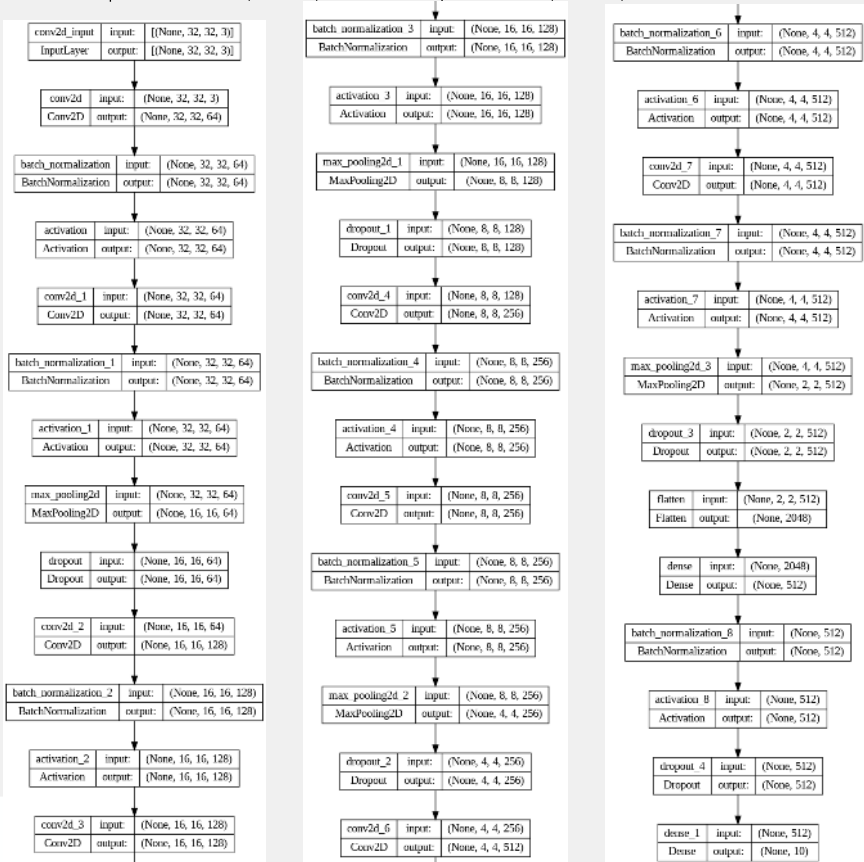 conv2d_input input: [(None, 32, 32, 3)]
InputLayer output: [(None, 32, 32, 3)]
conv2d input: (None, 32, 32, 3)
Conv2D output: (None, 32, 32, 64)
batch_normalization input: (None, 32, 32, 64)
BatchNormalization output: (None, 32, 32, 64)
activation input: (None, 32, 32, 64)
Activation output: (None, 32, 32, 64)
conv2d_1 input: (None, 32, 32, 64)
Conv2D output: (None, 32, 32, 64)
batch_normalization_1 input: (None, 32, 32, 64)
BatchNormalization output: (None, 32, 32, 64)
activation_1 input: (None, 32, 32, 64)
Activation output: (None, 32, 32, 64)
max_pooling2d input: (None, 32, 32, 64)
MaxPooling2D output: (None, 16, 16, 64)
dropout input: (None, 16, 16, 64)
Dropout output: (None, 16, 16, 64)
conv2d_2 input: (None, 16, 16, 64)
Conv2D output: (None, 16, 16, 128)
batch_normalization_2 input: (None, 16, 16, 128)
BatchNormalization output: (None, 16, 16, 128)
activation_2 input: (None, 16, 16, 128)
Activation output: (None, 16, 16, 128)
conv2d_3 input: (None, 16, 16, 128)
Conv2D output: (None, 16, 16, 128)
batch_normalization_3 input: (None, 16, 16, 128)
BatchNormalization output: (None, 16, 16, 128)
activation_3 input: (None, 16, 16, 128)
Activation output: (None, 16, 16, 128)
max_pooling2d_1 input: (None, 16, 16, 128)
MaxPooling2D output: (None, 8, 8, 128)
dropout_1 input: (None, 8, 8, 128)
Dropout output: (None, 8, 8, 128)
conv2d_4 input: (None, 8, 8, 128)
Conv2D output: (None, 8, 8, 256)
batch_normalization_4 input: (None, 8, 8, 256)
BatchNormalization output: (None, 8, 8, 256)
activation_4 input: (None, 8, 8, 256)
Activation output: (None, 8, 8, 256)
conv2d_5 input: (None, 8, 8, 256)
Conv2D output: (None, 8, 8, 256)
batch_normalization_5 input: (None, 8, 8, 256)
BatchNormalization output: (None, 8, 8, 256)
activation_5 input: (None, 8, 8, 256)
Activation output: (None, 8, 8, 256)
max_pooling2d_2 input: (None, 8, 8, 256)
MaxPooling2D output: (None, 4, 4, 256)
dropout_2 input: (None, 4, 4, 256)
Dropout output: (None, 4, 4, 256)
conv2d_6 input: (None, 4, 4, 256)
Conv2D output: (None, 4, 4, 512)
batch_normalization_6 input: (None, 4, 4, 512)
BatchNormalization output: (None, 4, 4, 512)
activation_6 input: (None, 4, 4, 512)
Activation output: (None, 4, 4, 512)
conv2d_7 input: (None, 4, 4, 512)
Conv2D output: (None, 4, 4, 512)
batch_normalization_7 input: (None, 4, 4, 512)
BatchNormalization output: (None, 4, 4, 512)
activation_7 input: (None, 4, 4, 512)
Activation output: (None, 4, 4, 512)
max_pooling2d_3 input: (None, 4, 4, 512)
MaxPooling2D output: (None, 2, 2, 512)
dropout_3 input: (None, 2, 2, 512)
Dropout output: (None, 2, 2, 512)
flatten input: (None, 2, 2, 512)
Flatten output: (None, 2048)
dense input: (None, 2048)
Dense output: (None, 512)
batch_normalization_8 input: (None, 512)
BatchNormalization output: (None, 512)
activation_8 input: (None, 512)
Activation output: (None, 512)
dropout_4 input: (None, 512)
Dropout output: (None, 512)
dense_1 input: (None, 512)
Dense output: (None, 10)